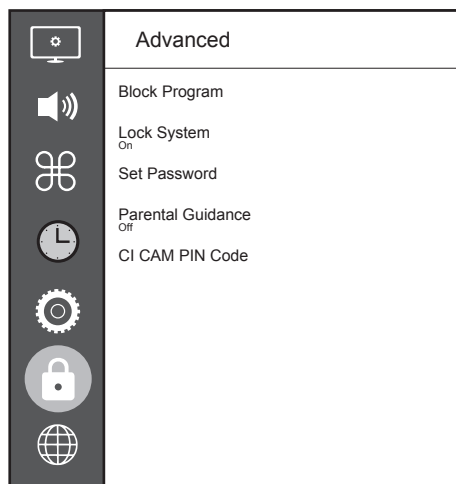 Advanced
Block Program
Lock System
On
Set Password
Parental Guidance
Off
CI CAM PIN Code